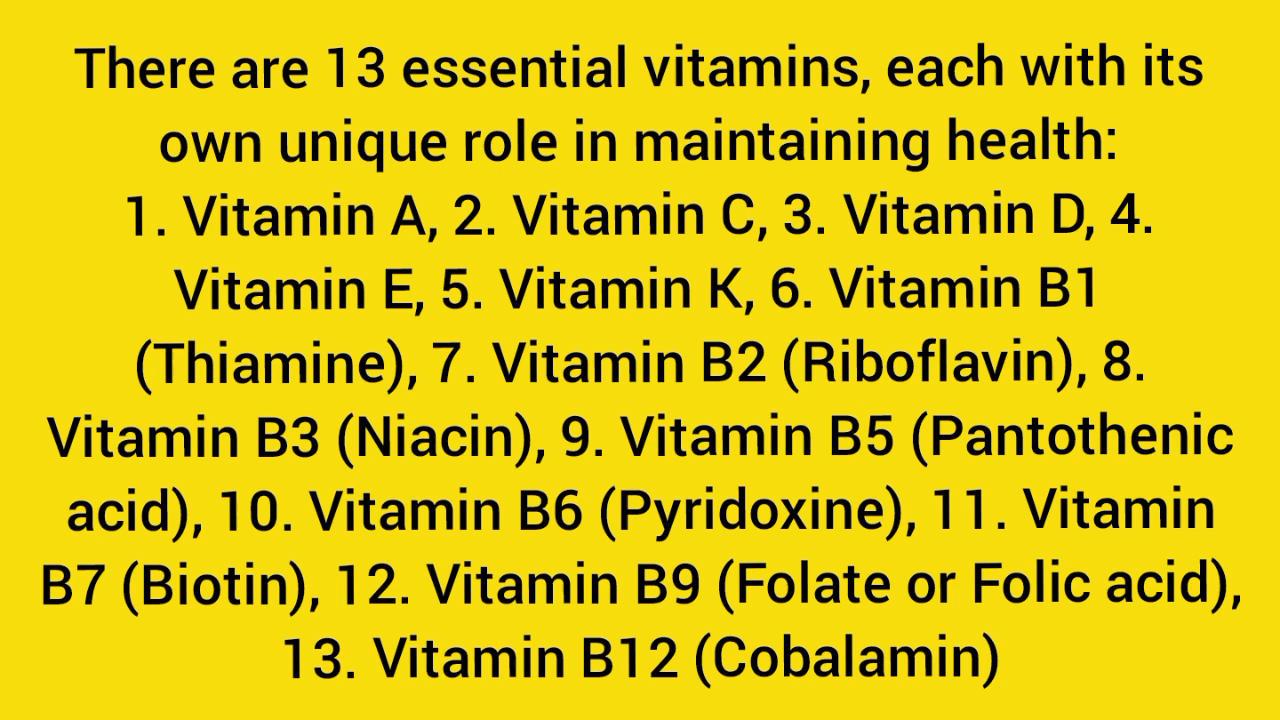 There are 13 essential vitamins, each with its
own unique role in maintaining health:
1. Vitamin A, 2. Vitamin C, 3. Vitamin D, 4.
Vitamin E, 5. Vitamin K, 6. Vitamin B1
(Thiamine), 7. Vitamin B2 (Riboflavin), 8.
Vitamin B3 (Niacin), 9. Vitamin B5 (Pantothenic
acid), 10. Vitamin B6 (Pyridoxine), 11. Vitamin
B7 (Biotin), 12. Vitamin B9 (Folate or Folic acid),
13. Vitamin B12 (Cobalamin)